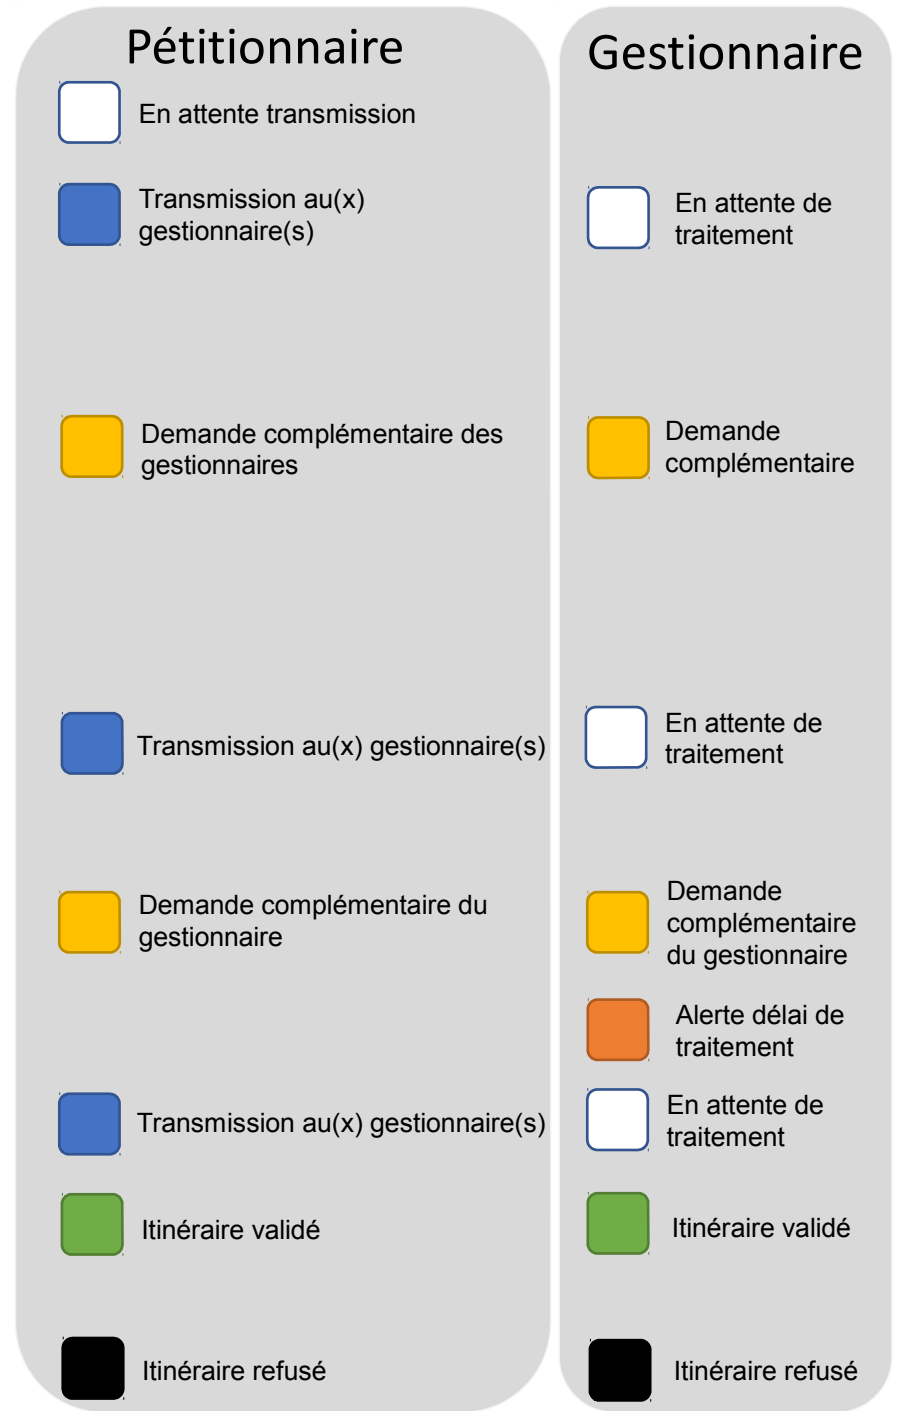 Pétitionnaire
En attente transmission
Transmission au(x)
gestionnaire(s)
Demande complémentaire des
gestionnaires
Transmission au(x) gestionnaire(s)
Demande complémentaire du
gestionnaire
Transmission au(x) gestionnaire(s)
Itinéraire validé
Itinéraire refusé
Gestionnaire
En attente de
traitement
Demande
complémentaire
En attente de
traitement
Demande
complémentaire
du gestionnaire
Alerte délai de
traitement
En attente de
traitement
Itinéraire validé
Itinéraire refusé